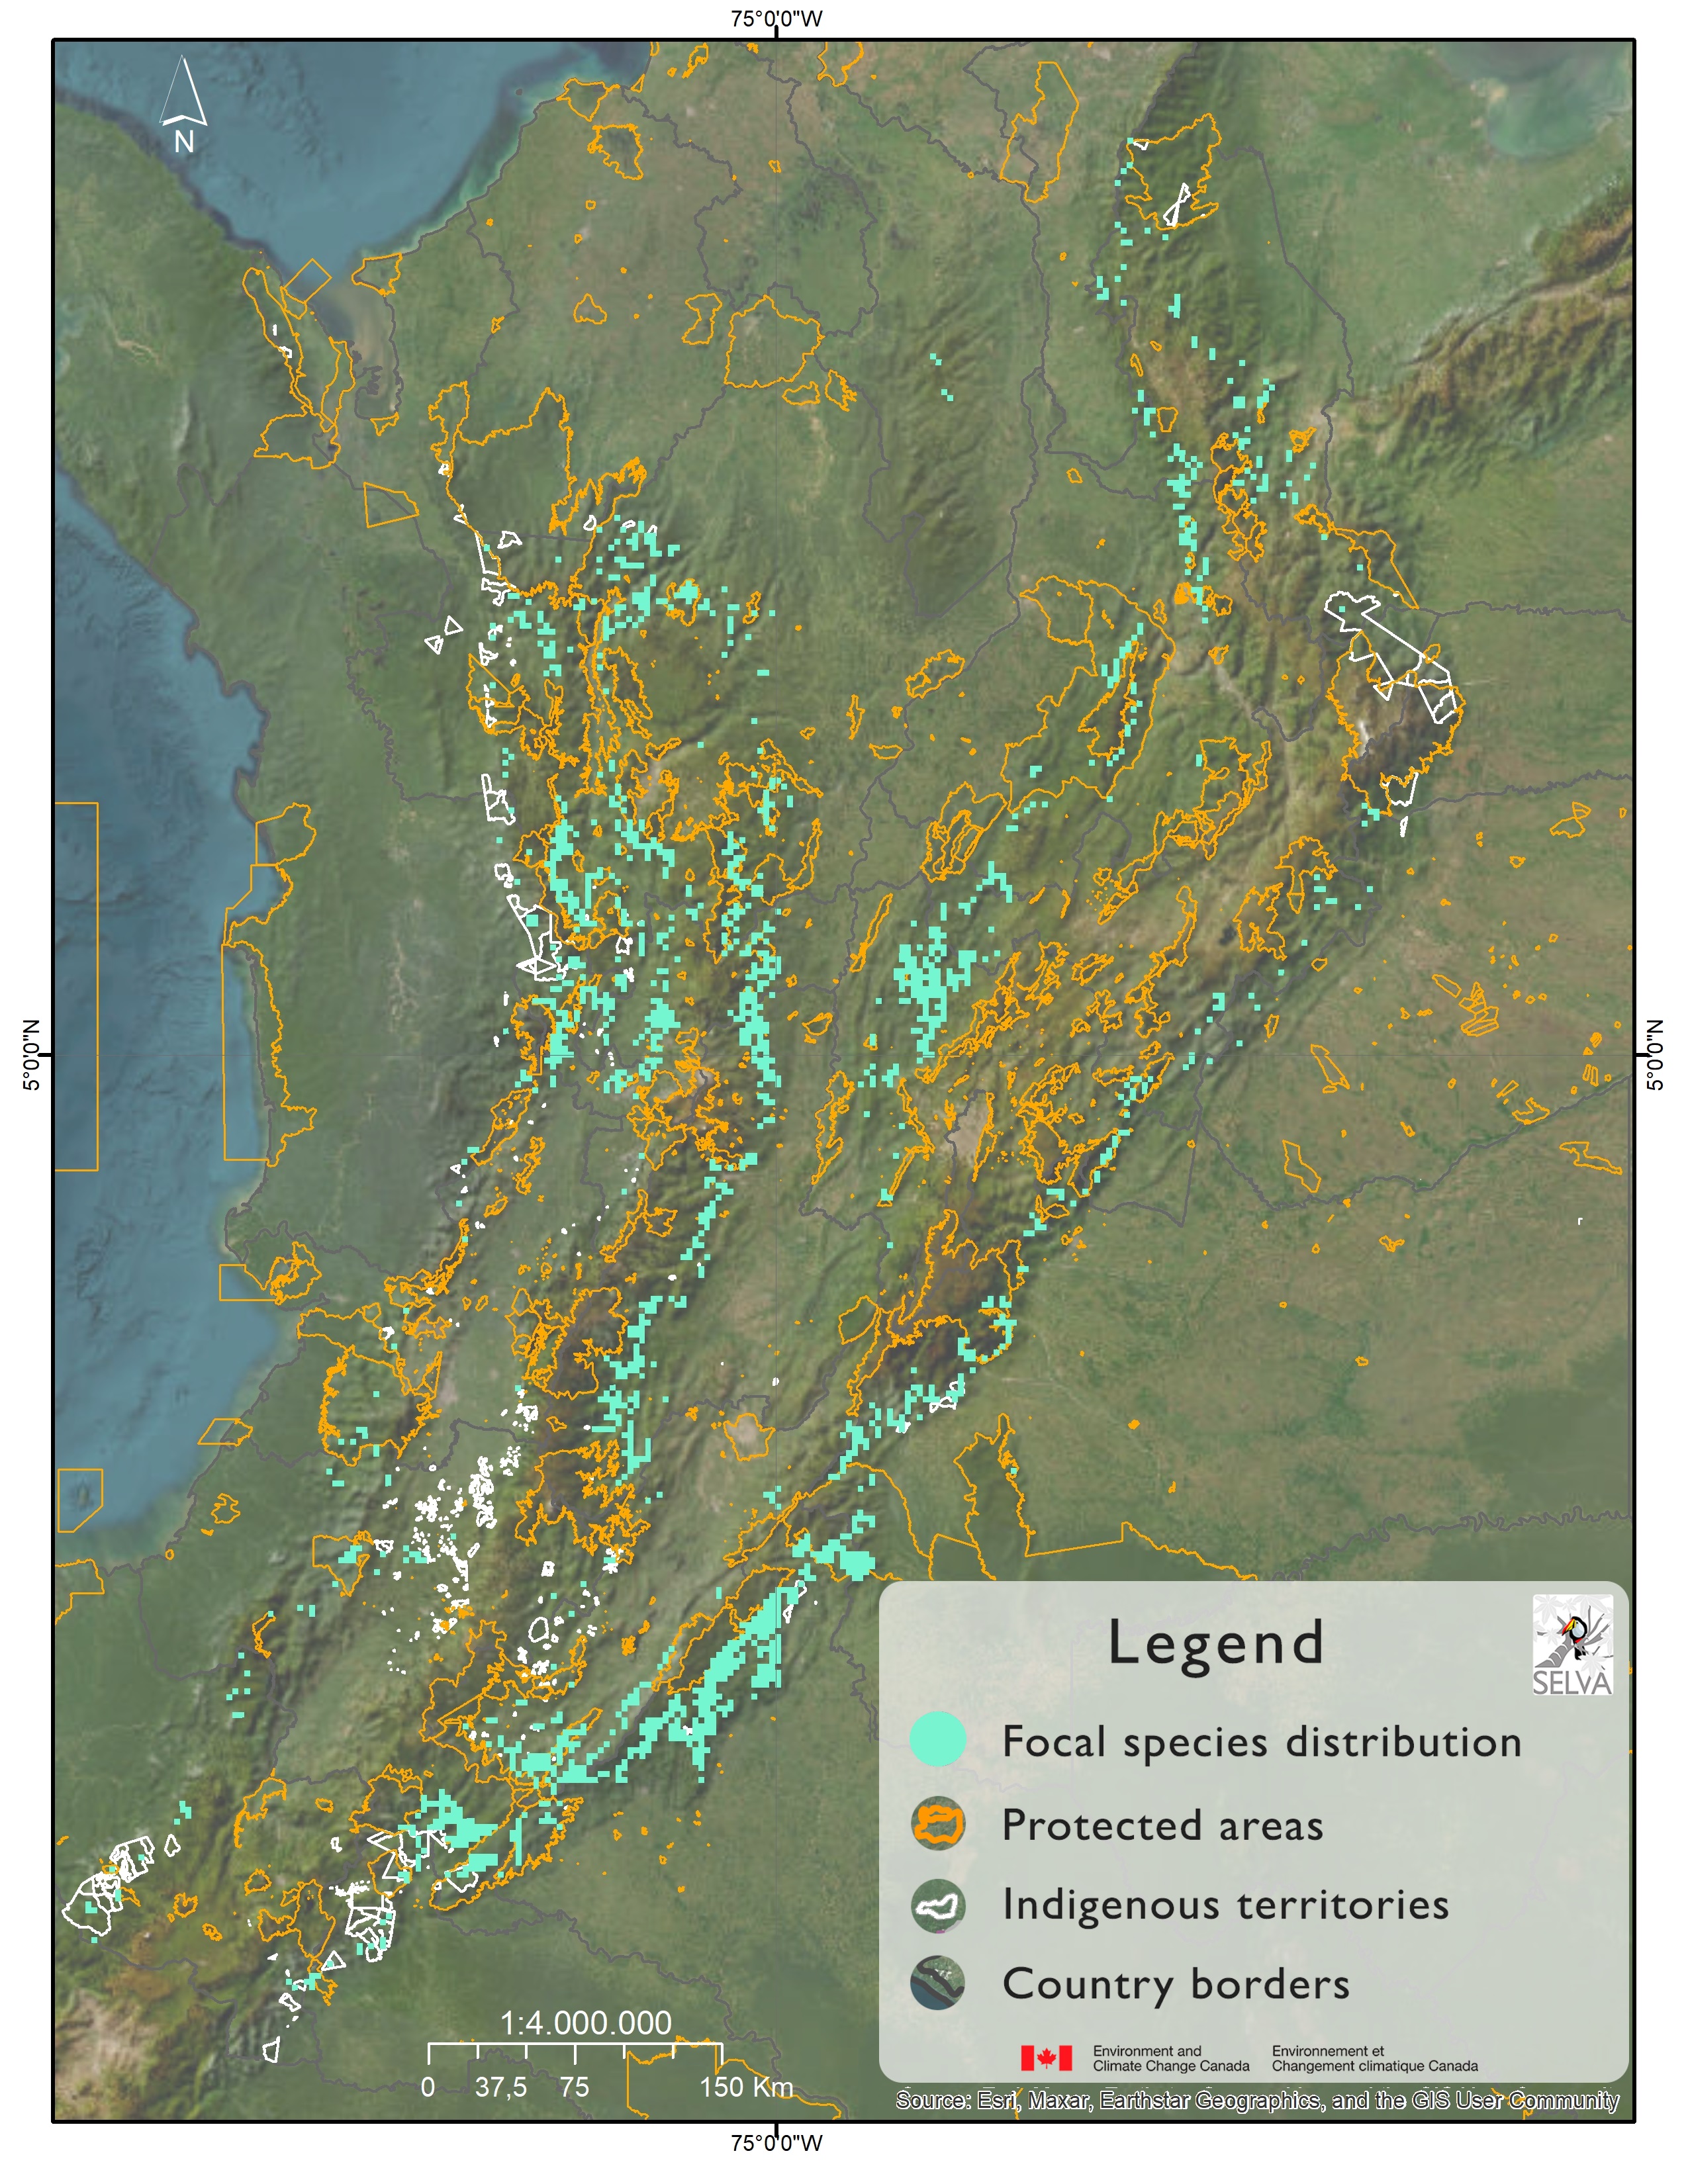 75°0'0"W
N
5°0'0"N
5°0'0"N
Legend
SELVA
Focal species distribution
Protected areas
Indigenous territories
Country borders
Environment and
Climate Change Canada
Environnement et
Changement climatique Canada
1:4.000.000
0 37,5 75 150 Km
Source: Esri, Maxar, Earthstar Geographics, and the GIS User Community
75°0'0"W